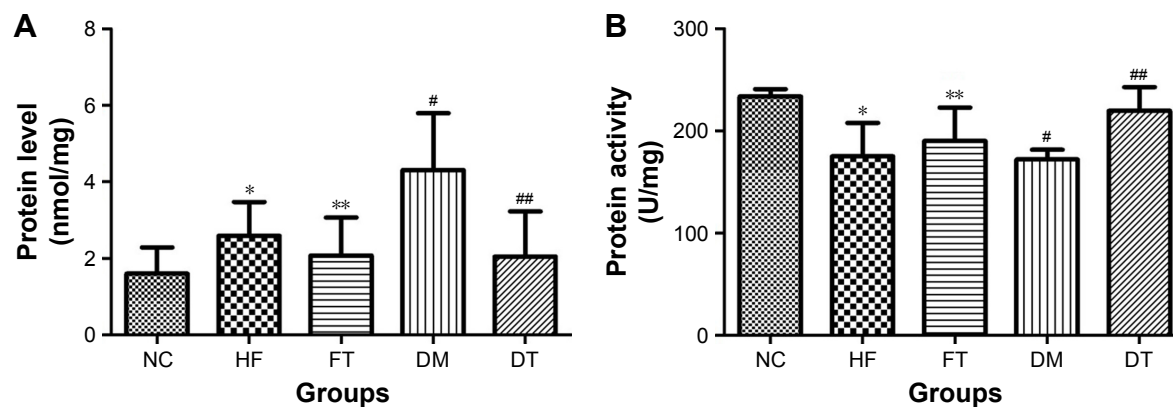 A
Protein level
(nmol/mg)
8
6
4
2
0
*
**
#
##
NC HF FT DM DT
Groups
B
Protein activity
(U/mg)
300
200
100
0
*
**
#
##
NC HF FT DM DT
Groups